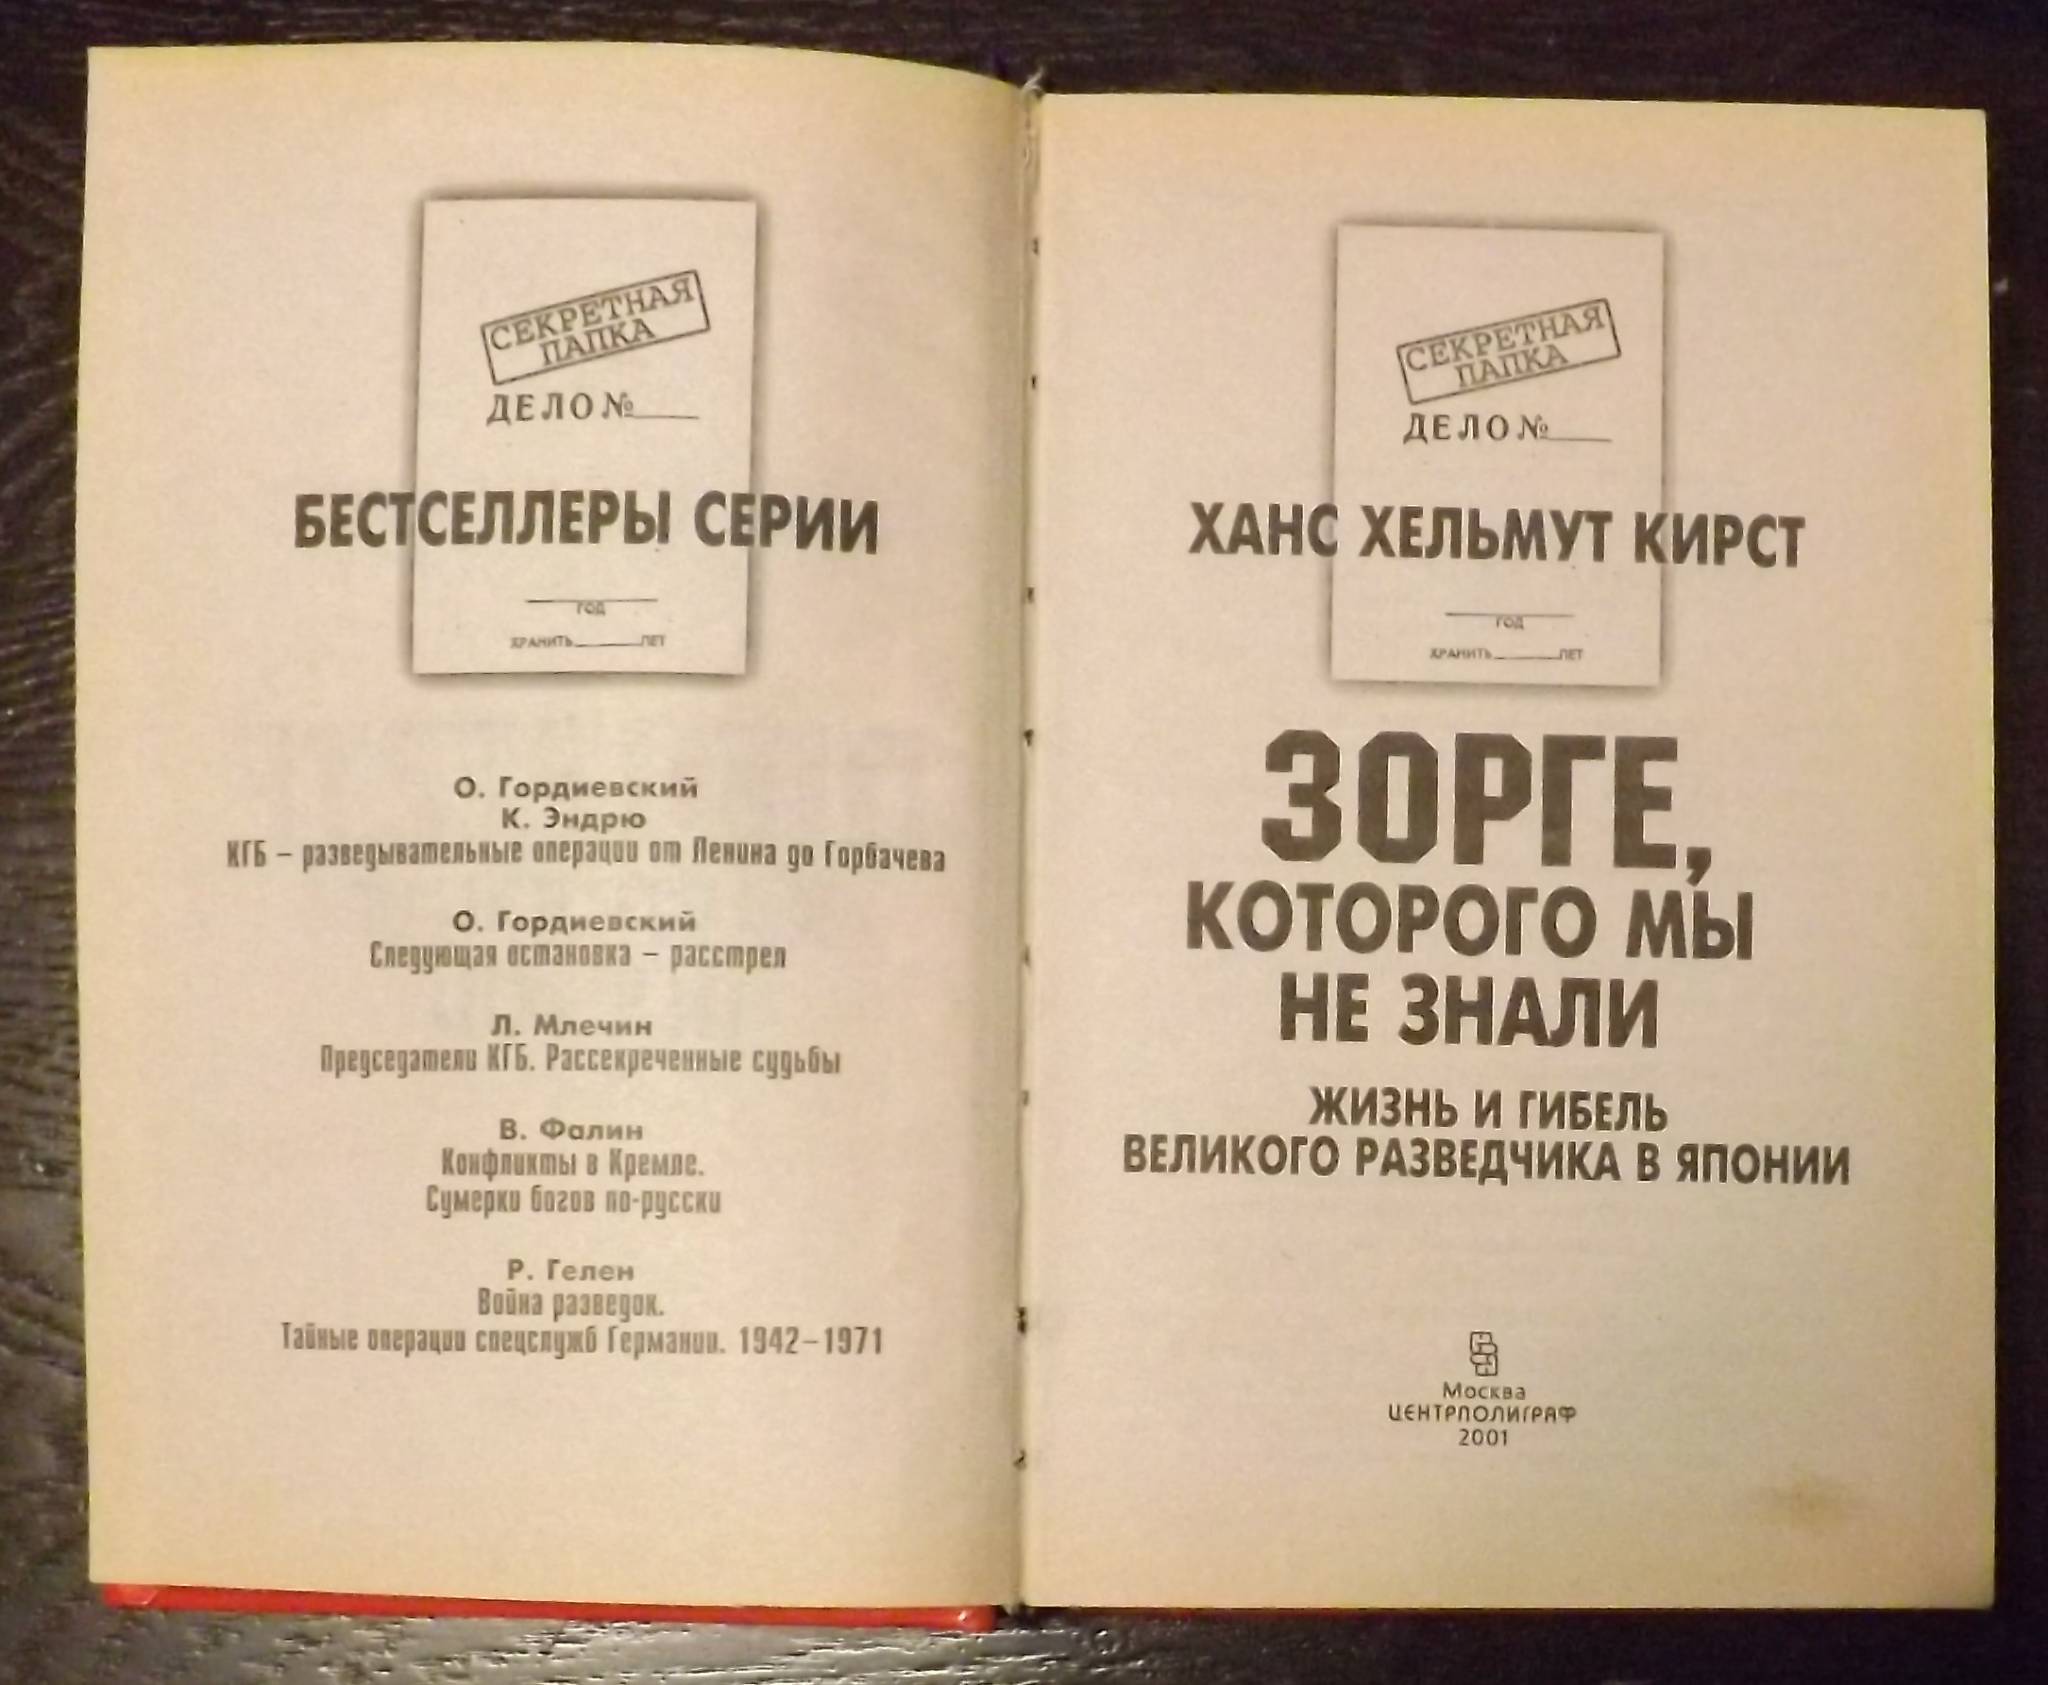 СЕКРЕТНАЯ
ПАПКА
ДЕЛО №
БЕСТСЕЛЛЕРЫ СЕРИИ
ГОД
ХРАНИТЬ ЛЕТ
О. Гордиевский
К. Эндрю
КГБ – разведывательные операции от Ленина до Горбачева
О. Гордиевский
Следующая остановка – расстрел
Л. Млечин
Председатели КГБ. Рассекреченные судьбы
В. Фалин
Конфликты в Кремле.
Сумерки богов по-русски
Р. Гелен
Война разведок.
Тайные операции спецслужб Германии. 1942–1971
СЕКРЕТНАЯ
ПАПКА
ДЕЛО №
ХАНС ХЕЛЬМУТ КИРСТ
ГОД
ХРАНИТЬ ЛЕТ
ЗОРГЕ,
КОТОРОГО МЫ
НЕ ЗНАЛИ
ЖИЗНЬ И ГИБЕЛЬ
ВЕЛИКОГО РАЗВЕДЧИКА В ЯПОНИИ
Москва
ЦЕНТРПОЛИГРАФ
2001